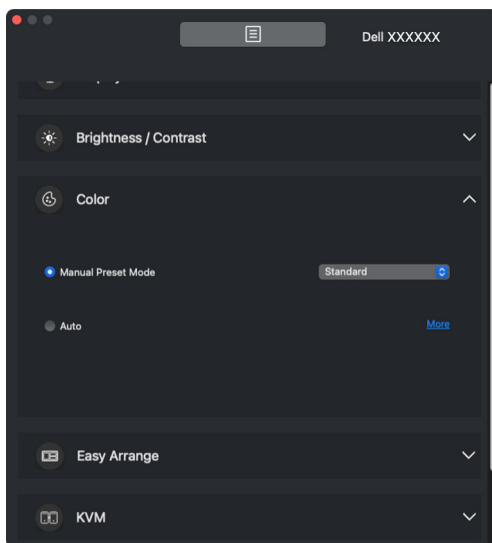 Dell XXXXXX
Brightness / Contrast
Color
Manual Preset Mode
Standard
Auto
More
Easy Arrange
KVM